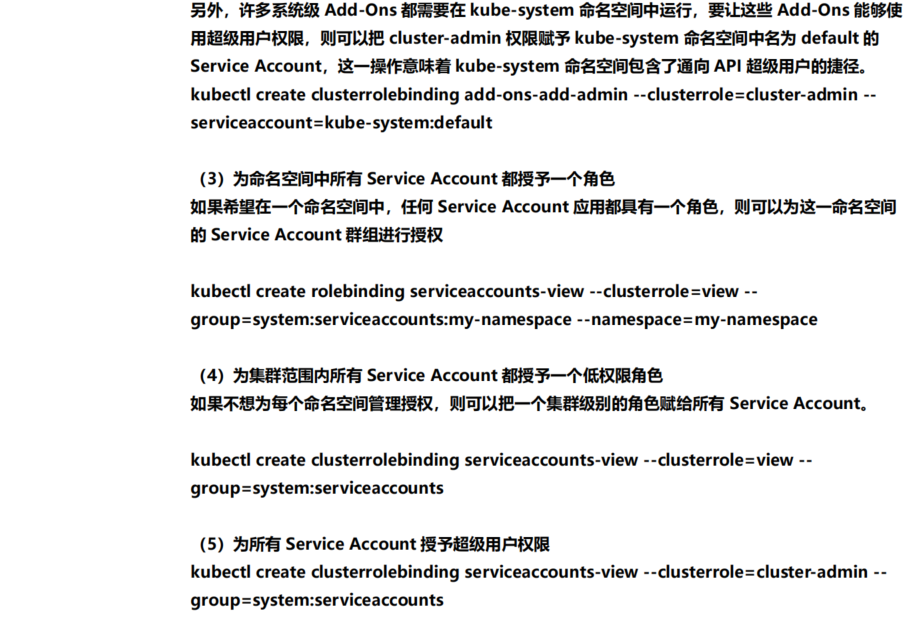 另外，许多系统级 Add-Ons 都需要在 kube-system 命名空间中运行，要让这些 Add-Ons 能够使
用超级用户权限，则可以把 cluster-admin 权限赋予 kube-system 命名空间中名为 default 的
Service Account，这一操作意味着 kube-system 命名空间包含了通向 API 超级用户的捷径。
kubectl create clusterrolebinding add-ons-add-admin --clusterrole=cluster-admin --
serviceaccount=kube-system:default
（3）为命名空间中所有 Service Account 都授予一个角色
如果希望在一个命名空间中，任何 Service Account 应用都具有一个角色，则可以为这一命名空间
的 Service Account 群组进行授权
kubectl create rolebinding serviceaccounts-view --clusterrole=view --
group=system:serviceaccounts:my-namespace --namespace=my-namespace
（4）为集群范围内所有 Service Account 都授予一个低权限角色
如果不想为每个命名空间管理授权，则可以把一个集群级别的角色赋给所有 Service Account。
kubectl create clusterrolebinding serviceaccounts-view --clusterrole=view --
group=system:serviceaccounts
（5）为所有 Service Account 授予超级用户权限
kubectl create clusterrolebinding serviceaccounts-view --clusterrole=cluster-admin --
group=system:serviceaccounts